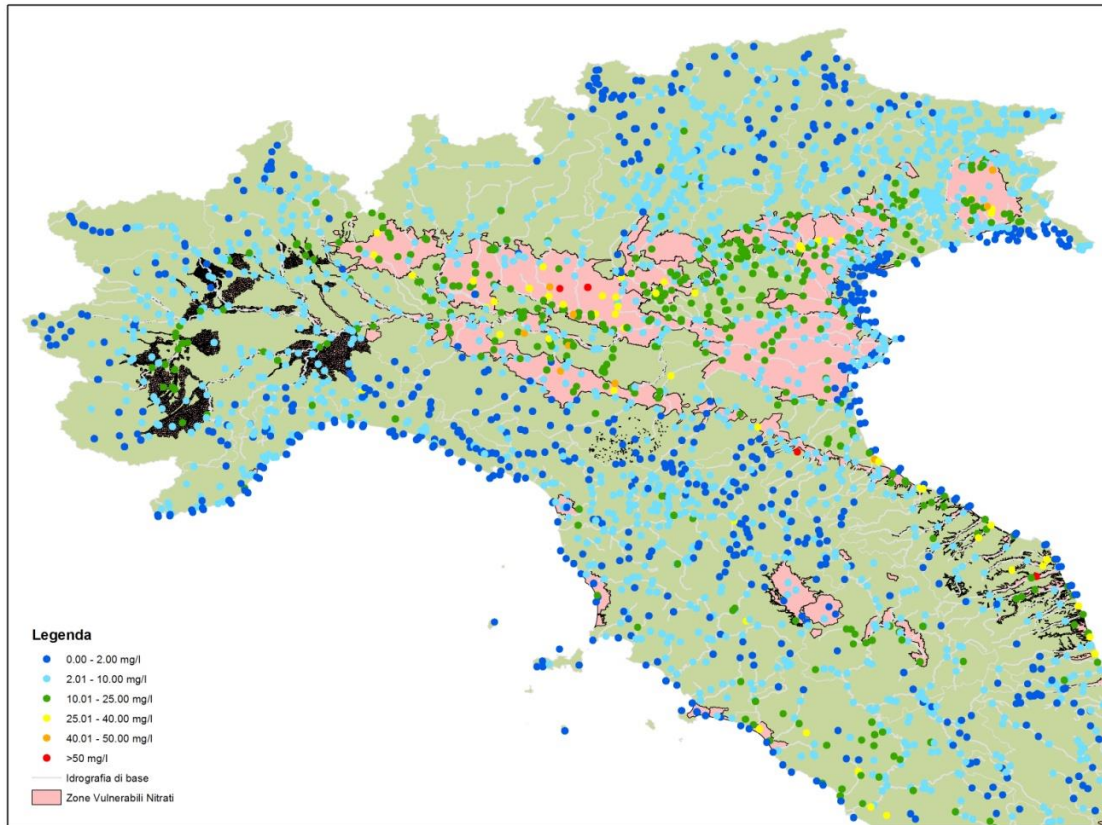 Legenda
0.00 - 2.00 mg/l
2.01 - 10.00 mg/l
10.01 - 25.00 mg/l
25.01 - 40.00 mg/l
40.01 - 50.00 mg/l
>50 mg/l
Idrografia di base
Zone Vulnerabili Nitrati